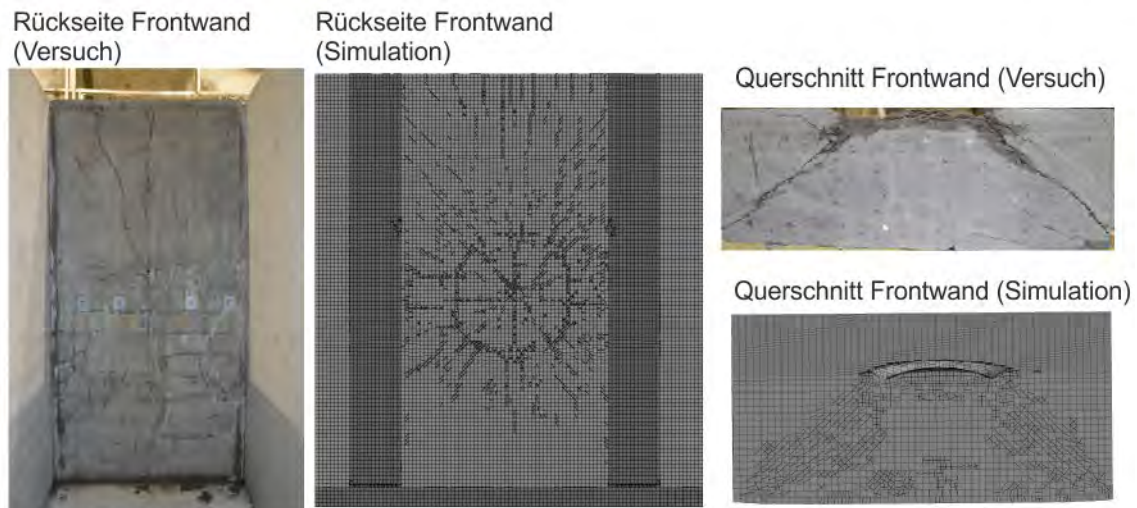 Rückseite Frontwand
(Versuch)
Rückseite Frontwand
(Simulation)
Querschnitt Frontwand (Versuch)
Querschnitt Frontwand (Simulation)